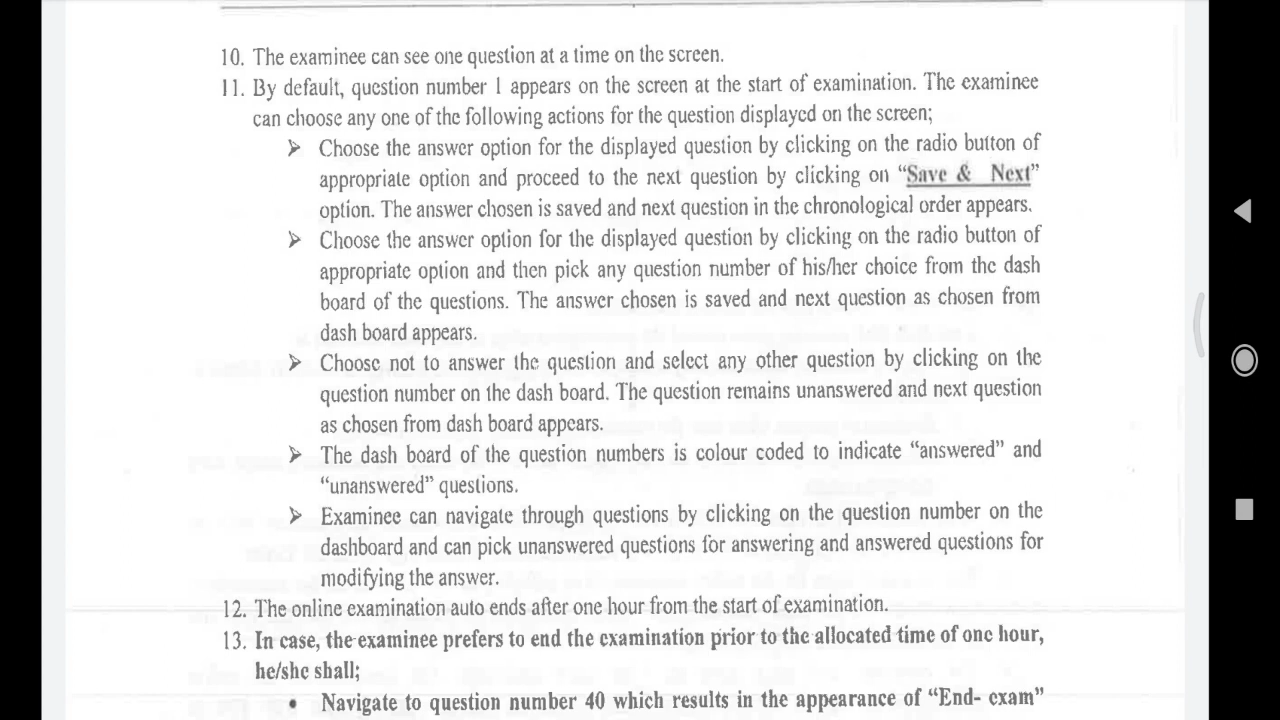 10. The examinee can see one question at a time on the screen.
11. By default, question number 1 appears on the screen at the start of examination. The examinee
can choose any one of the following actions for the question displayed on the screen;
➢ Choose the answer option for the displayed question by clicking on the radio button of
appropriate option and proceed to the next question by clicking on “Save & Next”
option. The answer chosen is saved and next question in the chronological order appears.
➢ Choose the answer option for the displayed question by clicking on the radio button of
appropriate option and then pick any question number of his/her choice from the dash
board of the questions. The answer chosen is saved and next question as chosen from
dash board appears.
➢ Choose not to answer the question and select any other question by clicking on the
question number on the dash board. The question remains unanswered and next question
as chosen from dash board appears.
➢ The dash board of the question numbers is colour coded to indicate “answered” and
“unanswered” questions.
➢ Examinee can navigate through questions by clicking on the question number on the
dashboard and can pick unanswered questions for answering and answered questions for
modifying the answer.
12. The online examination auto ends after one hour from the start of examination.
13. In case, the examinee prefers to end the examination prior to the allocated time of one hour,
he/she shall;
• Navigate to question number 40 which results in the appearance of “End- exam”